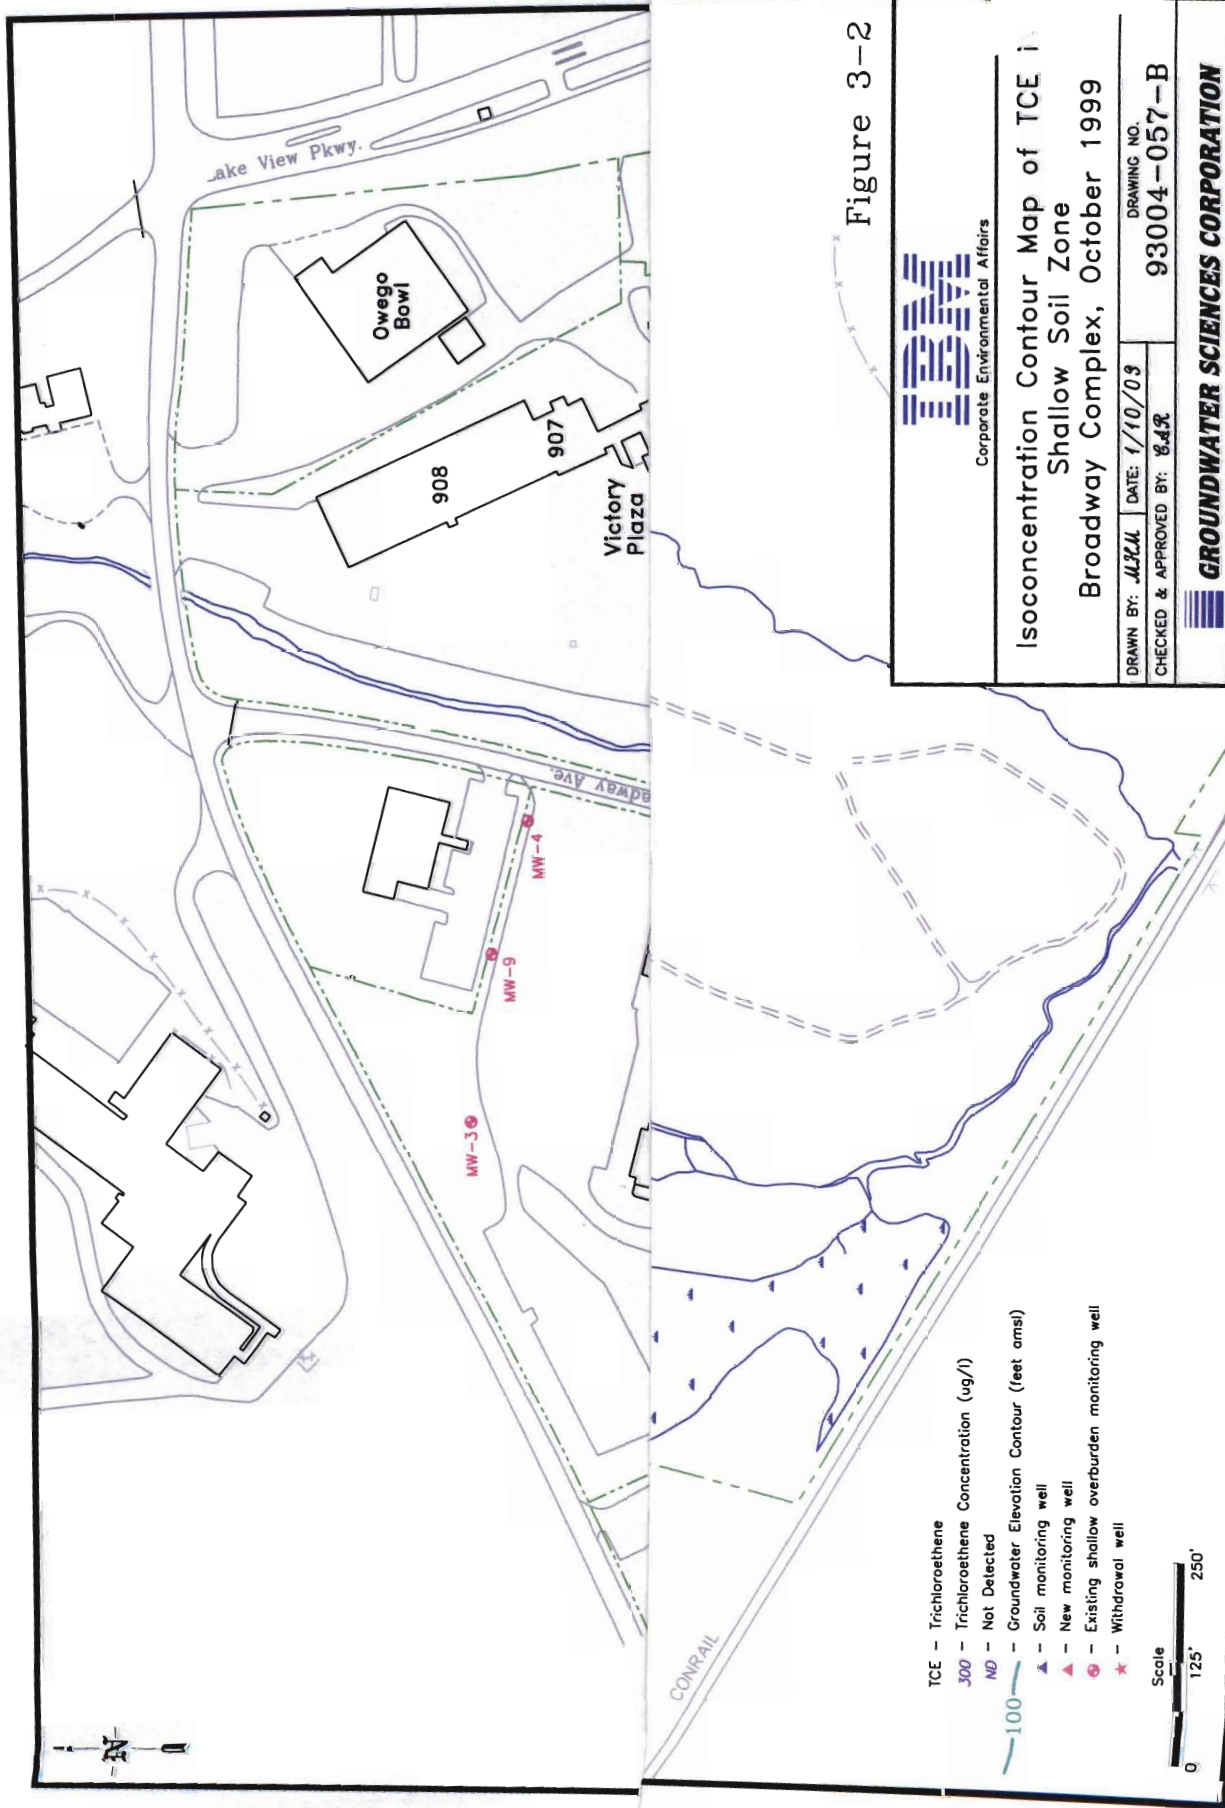 Lake View Pkwy.
Owego
Bowl
908
907
Victory
Plaza
adway Ave.
MW-4
MW-9
MW-3
N
CONRAIL
TCE - Trichloroethene
300 - Trichloroethene Concentration (ug/l)
ND - Not Detected
100 - Groundwater Elevation Contour (feet amsl)
- Soil monitoring well
- New monitoring well
- Existing shallow overburden monitoring well
- Withdrawal well
Scale
0 125' 250'
Figure 3-2
IBM
Corporate Environmental Affairs
Isoconcentration Contour Map of TCE i
Shallow Soil Zone
Broadway Complex, October 1999
DRAWN BY: MKM DATE: 1/10/03
CHECKED & APPROVED BY:
DRAWING NO.
93004-057-B
GROUNDWATER SCIENCES CORPORATION